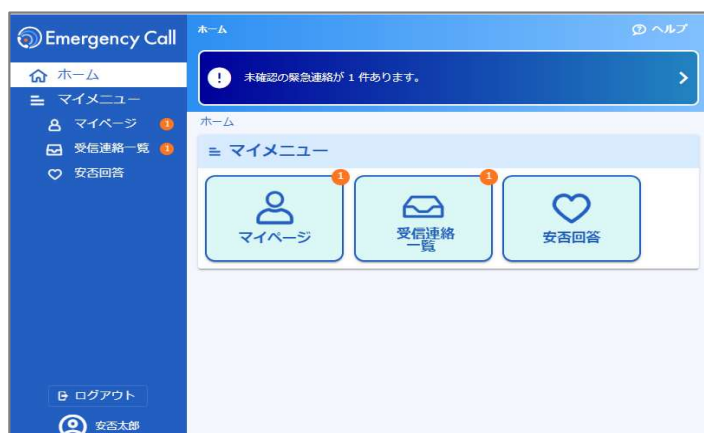 Emergency Call
ホーム
マイメニュー
マイページ 1
受信連絡一覧 1
安否回答
ログアウト
安否太郎
ホーム
? ヘルプ
! 未確認の緊急連絡が 1 件あります。
ホーム
マイメニュー
1
マイページ
1
受信連絡
一覧
安否回答